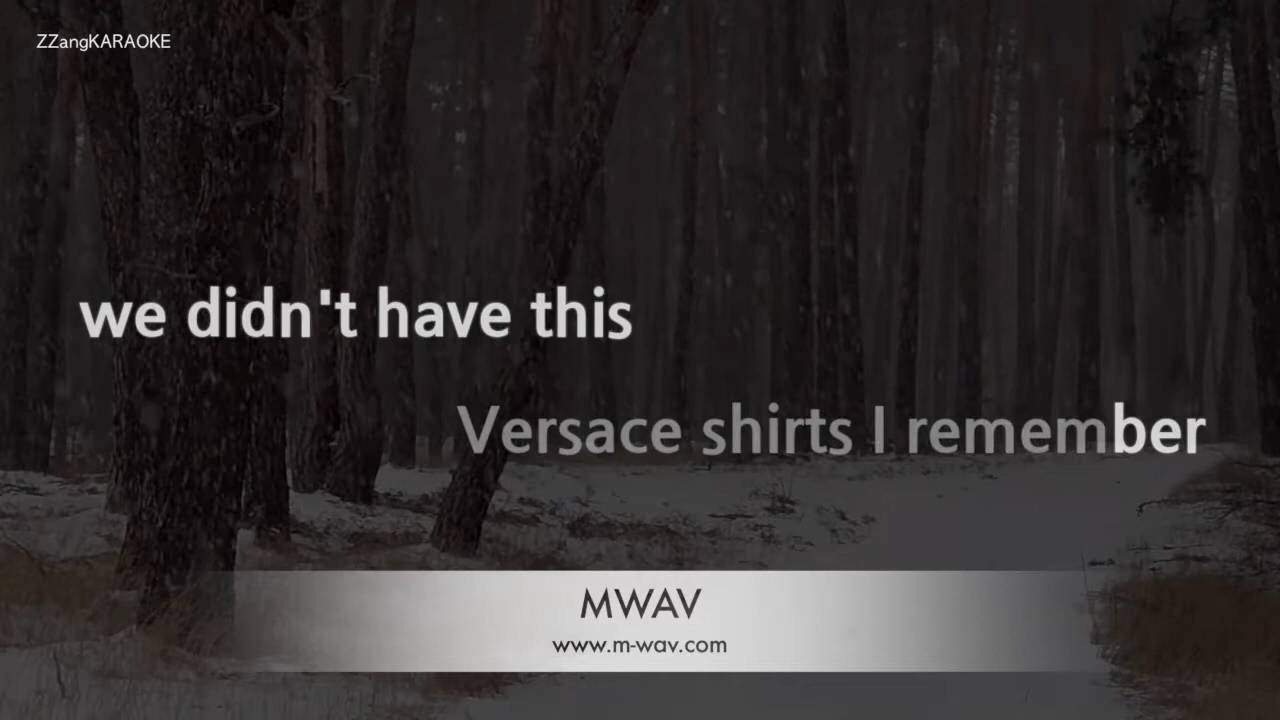 ZZangKARAOKE
we didn't have this
Versace shirts I remember
MWAV
www.m-wav.com